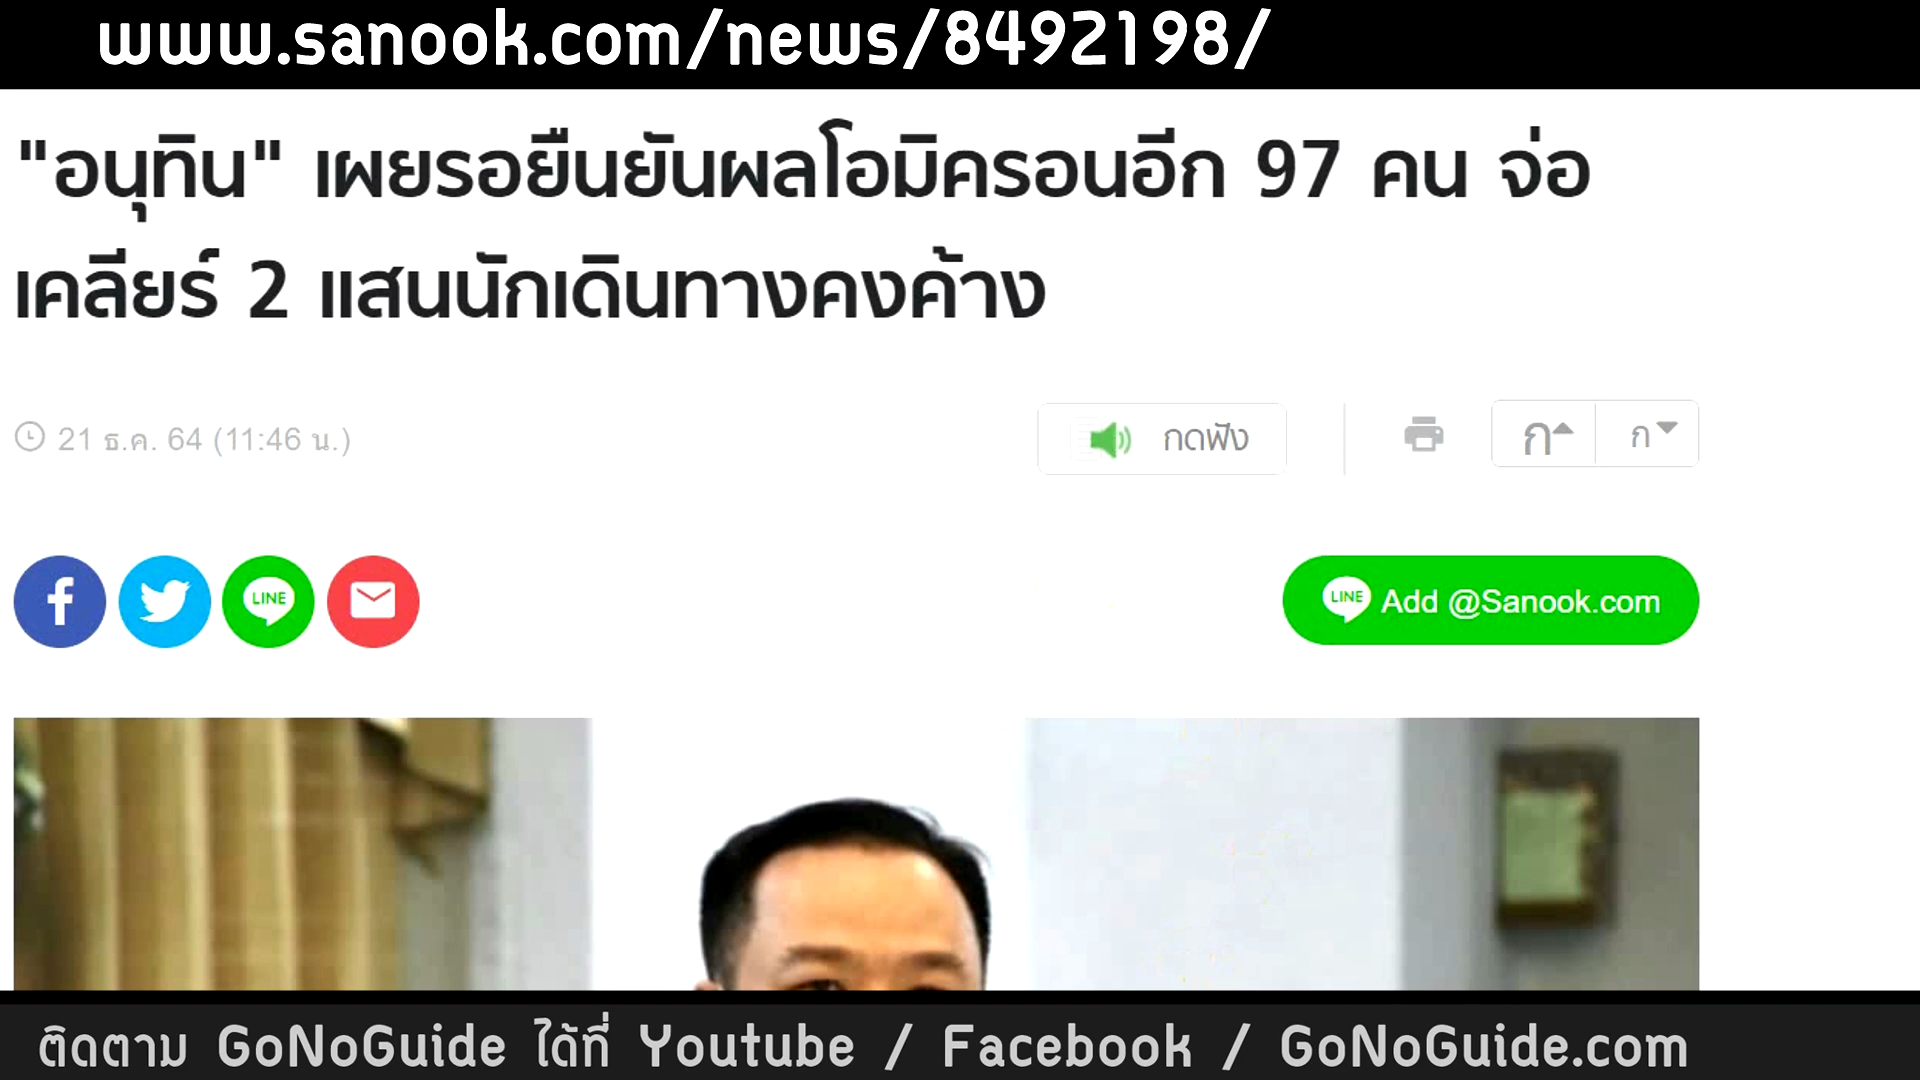 www.sanook.com/news/8492198/
"อนุทิน" เผยรอยืนยันผลโอมิครอนอีก 97 คน จ่อ
เคลียร์ 2 แสนนักเดินทางคงค้าง
21 ธ.ค. 64 (11:46 น.)
กดฟัง
ก
ก
LINE
LINE Add @Sanook.com
ติดตาม GoNoGuide ได้ที่ Youtube / Facebook / GoNoGuide.com